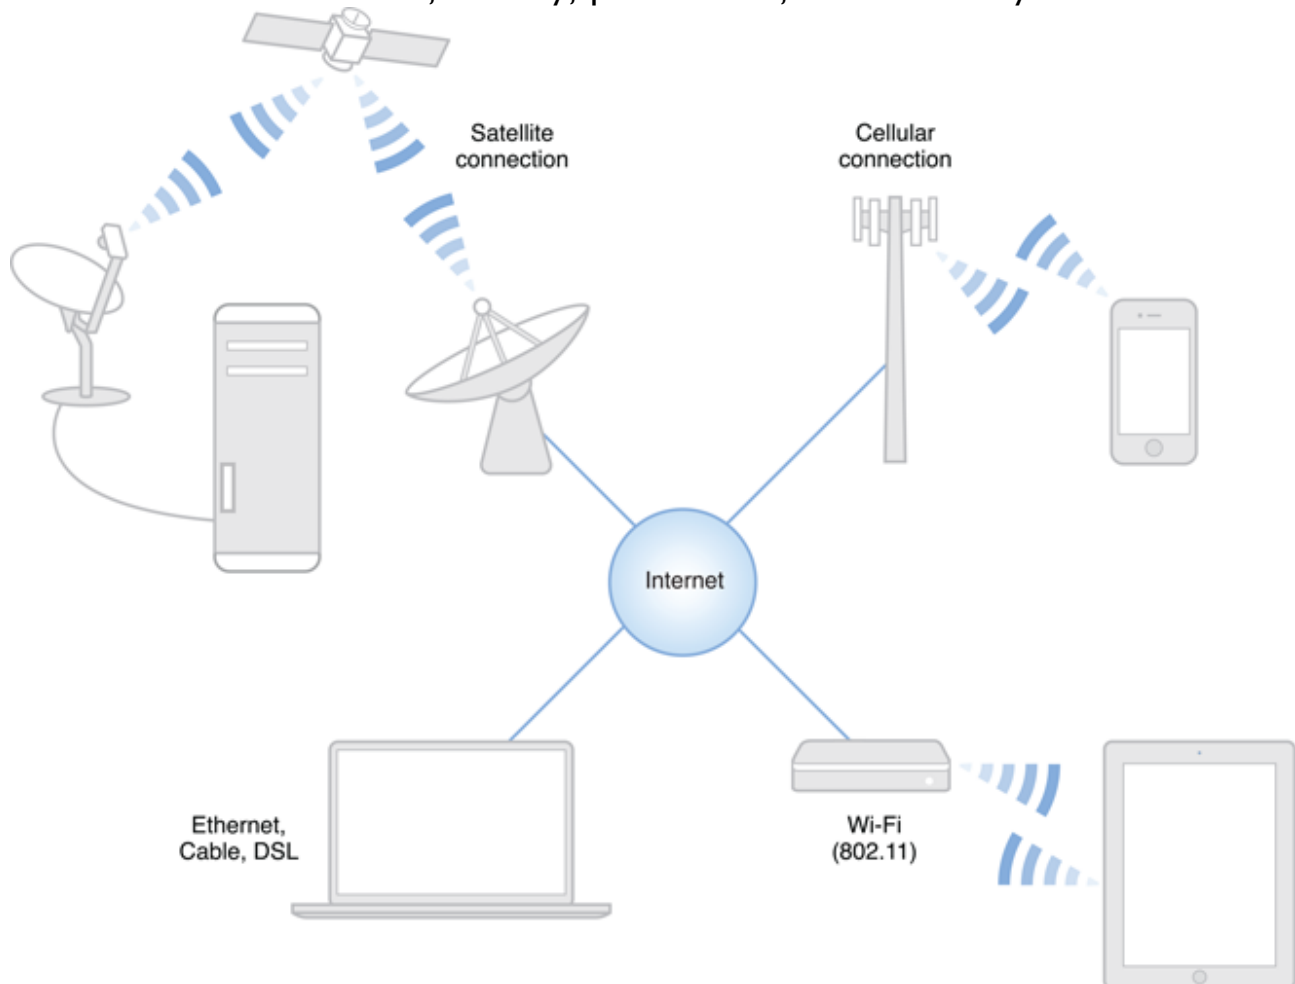 Satellite
connection
Cellular
connection
Internet
Ethernet,
Cable, DSL
Wi-Fi
(802.11)